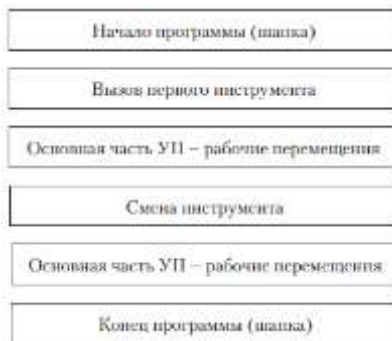 Начало программы (шапка)
Вызов первого инструмента
Основная часть УП – рабочие перемещения
Смена инструмента
Основная часть УП – рабочие перемещения
Конец программы (шапка)